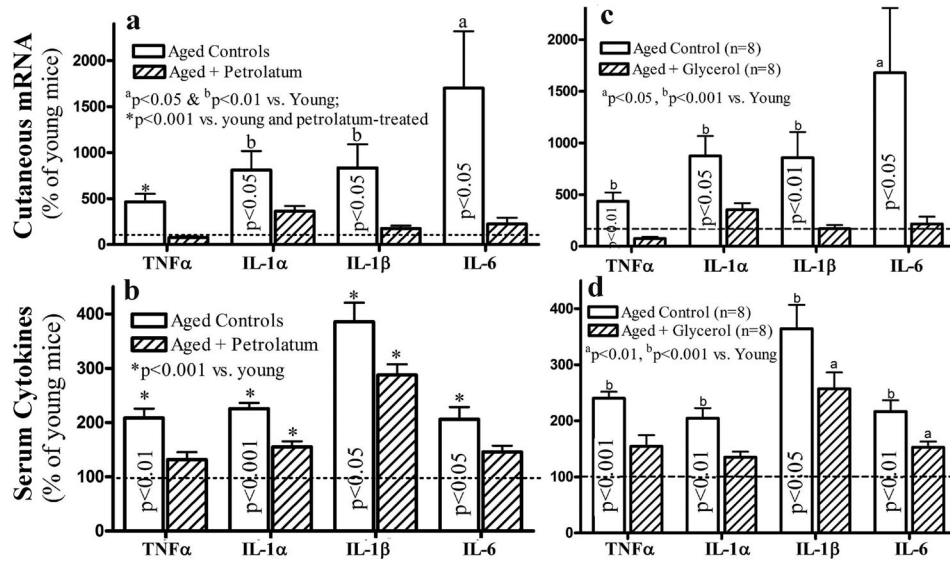 a
Cutaneous mRNA
(% of young mice)
2000
1500
1000
500
0
Aged Controls
Aged + Petrolatum
ap<0.05 & bp<0.01 vs. Young;
*p<0.001 vs. young and petrolatum-treated
*
b
b
a
p<0.05
p<0.05
p<0.05
TNFα IL-1α IL-1β IL-6
c
2000
1500
1000
500
0
Aged Control (n=8)
Aged + Glycerol (n=8)
ap<0.05, bp<0.001 vs. Young
b
b
b
a
p<0.01
p<0.05
p<0.01
p<0.05
TNFα IL-1α IL-1β IL-6
b
Serum Cytokines
(% of young mice)
400
300
200
100
0
Aged Controls
Aged + Petrolatum
*p<0.001 vs. young
*
*
*
*
*
*
p<0.01
p<0.001
p<0.05
p<0.05
TNFα IL-1α IL-1β IL-6
d
400
300
200
100
0
Aged Control (n=8)
Aged + Glycerol (n=8)
ap<0.01, bp<0.001 vs. Young
b
b
b
a
b
a
p<0.001
p<0.01
p<0.05
p<0.01
TNFα IL-1α IL-1β IL-6